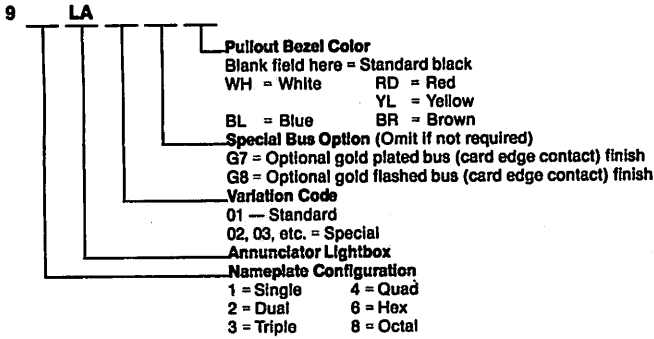 9 LA
Pullout Bezel Color
Blank field here = Standard black
WH = White RD = Red
YL = Yellow
BL = Blue BR = Brown
Special Bus Option (Omit if not required)
G7 = Optional gold plated bus (card edge contact) finish
G8 = Optional gold flashed bus (card edge contact) finish
Variation Code
01 — Standard
02, 03, etc. = Special
Annunciator Lightbox
Nameplate Configuration
1 = Single 4 = Quad
2 = Dual 6 = Hex
3 = Triple 8 = Octal